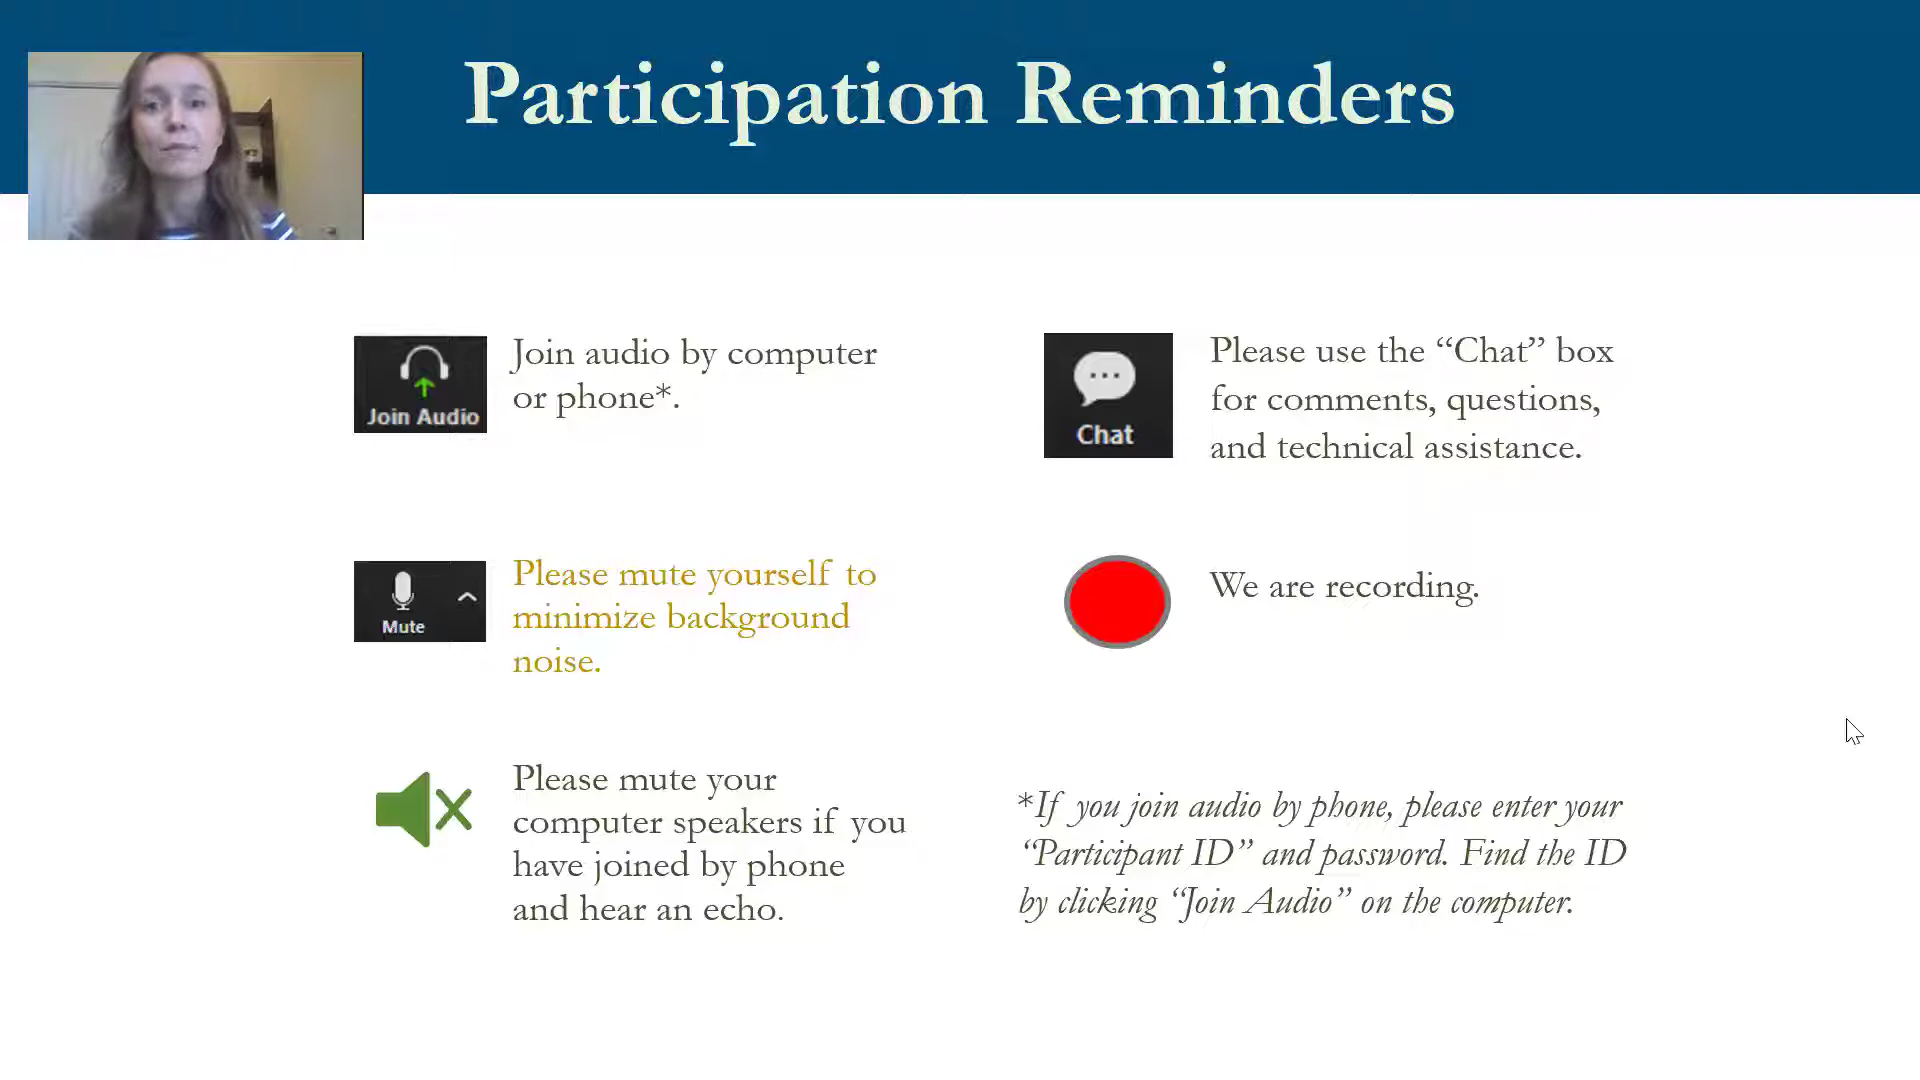 Participation Reminders
Join Audio
Join audio by computer
or phone*.
Mute
Please mute yourself to
minimize background
noise.
Please mute your
computer speakers if you
have joined by phone
and hear an echo.
Chat
Please use the “Chat” box
for comments, questions,
and technical assistance.
We are recording.
*If you join audio by phone, please enter your
“Participant ID” and password. Find the ID
by clicking “Join Audio” on the computer.